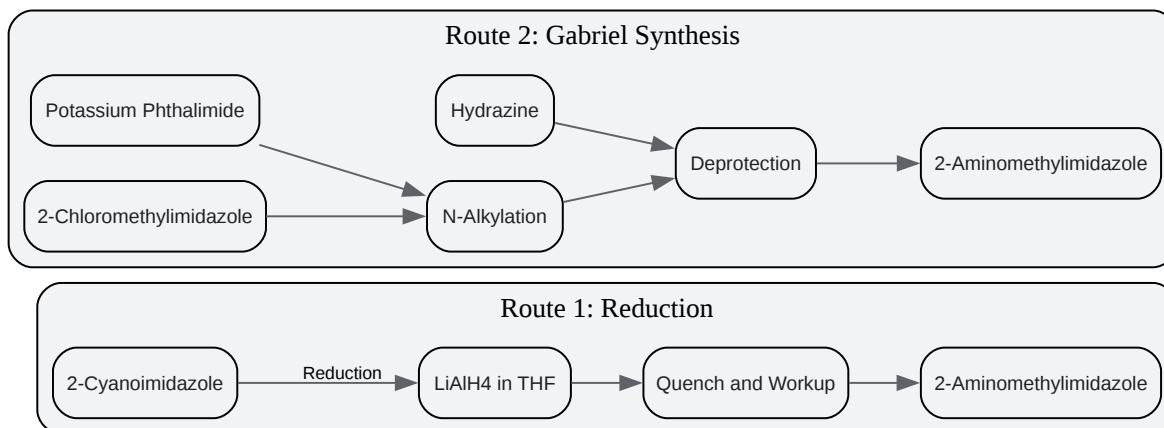 Route 2: Gabriel Synthesis
Potassium Phthalimide
Hydrazine
Deprotection
2-Aminomethylimidazole
2-Chloromethylimidazole
N-Alkylation
Route 1: Reduction
2-Cyanoimidazole
Reduction
LiAlH4 in THF
Quench and Workup
2-Aminomethylimidazole